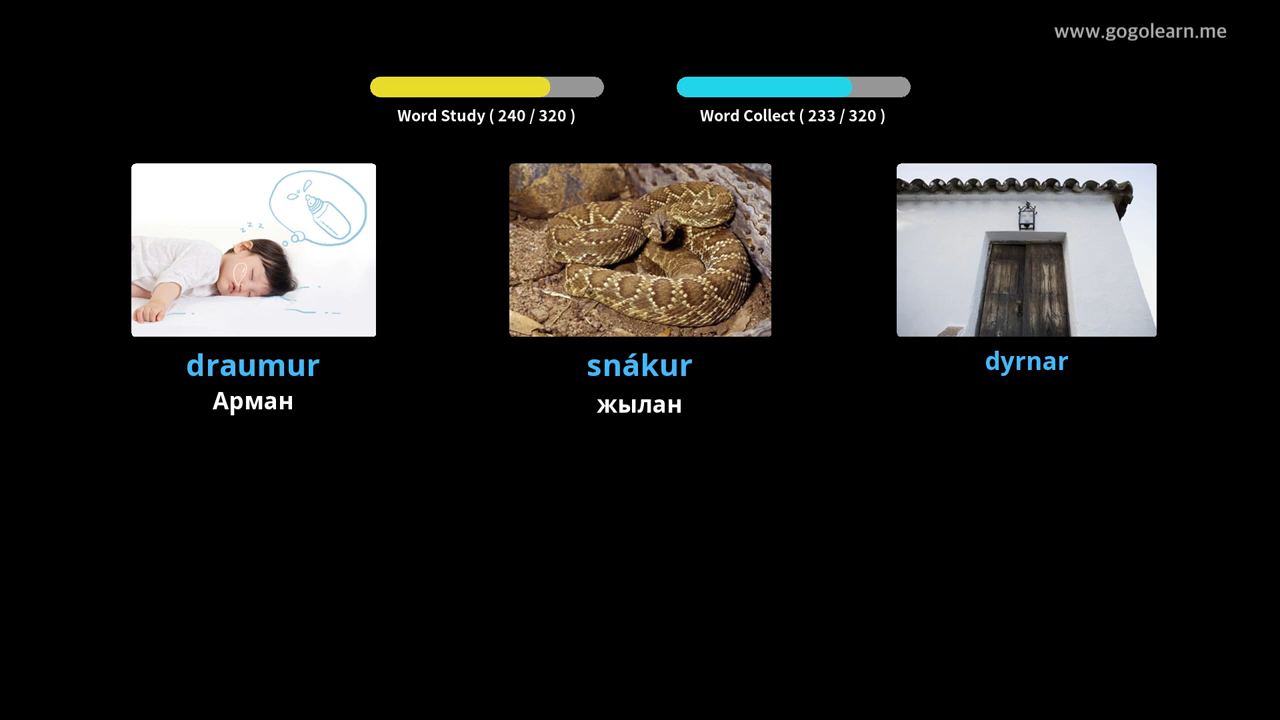 www.gogolearn.me
Word Study ( 240 / 320 )
Word Collect ( 233 / 320 )
z z z
draumur
snákur
dyrnar
Арман
жылан